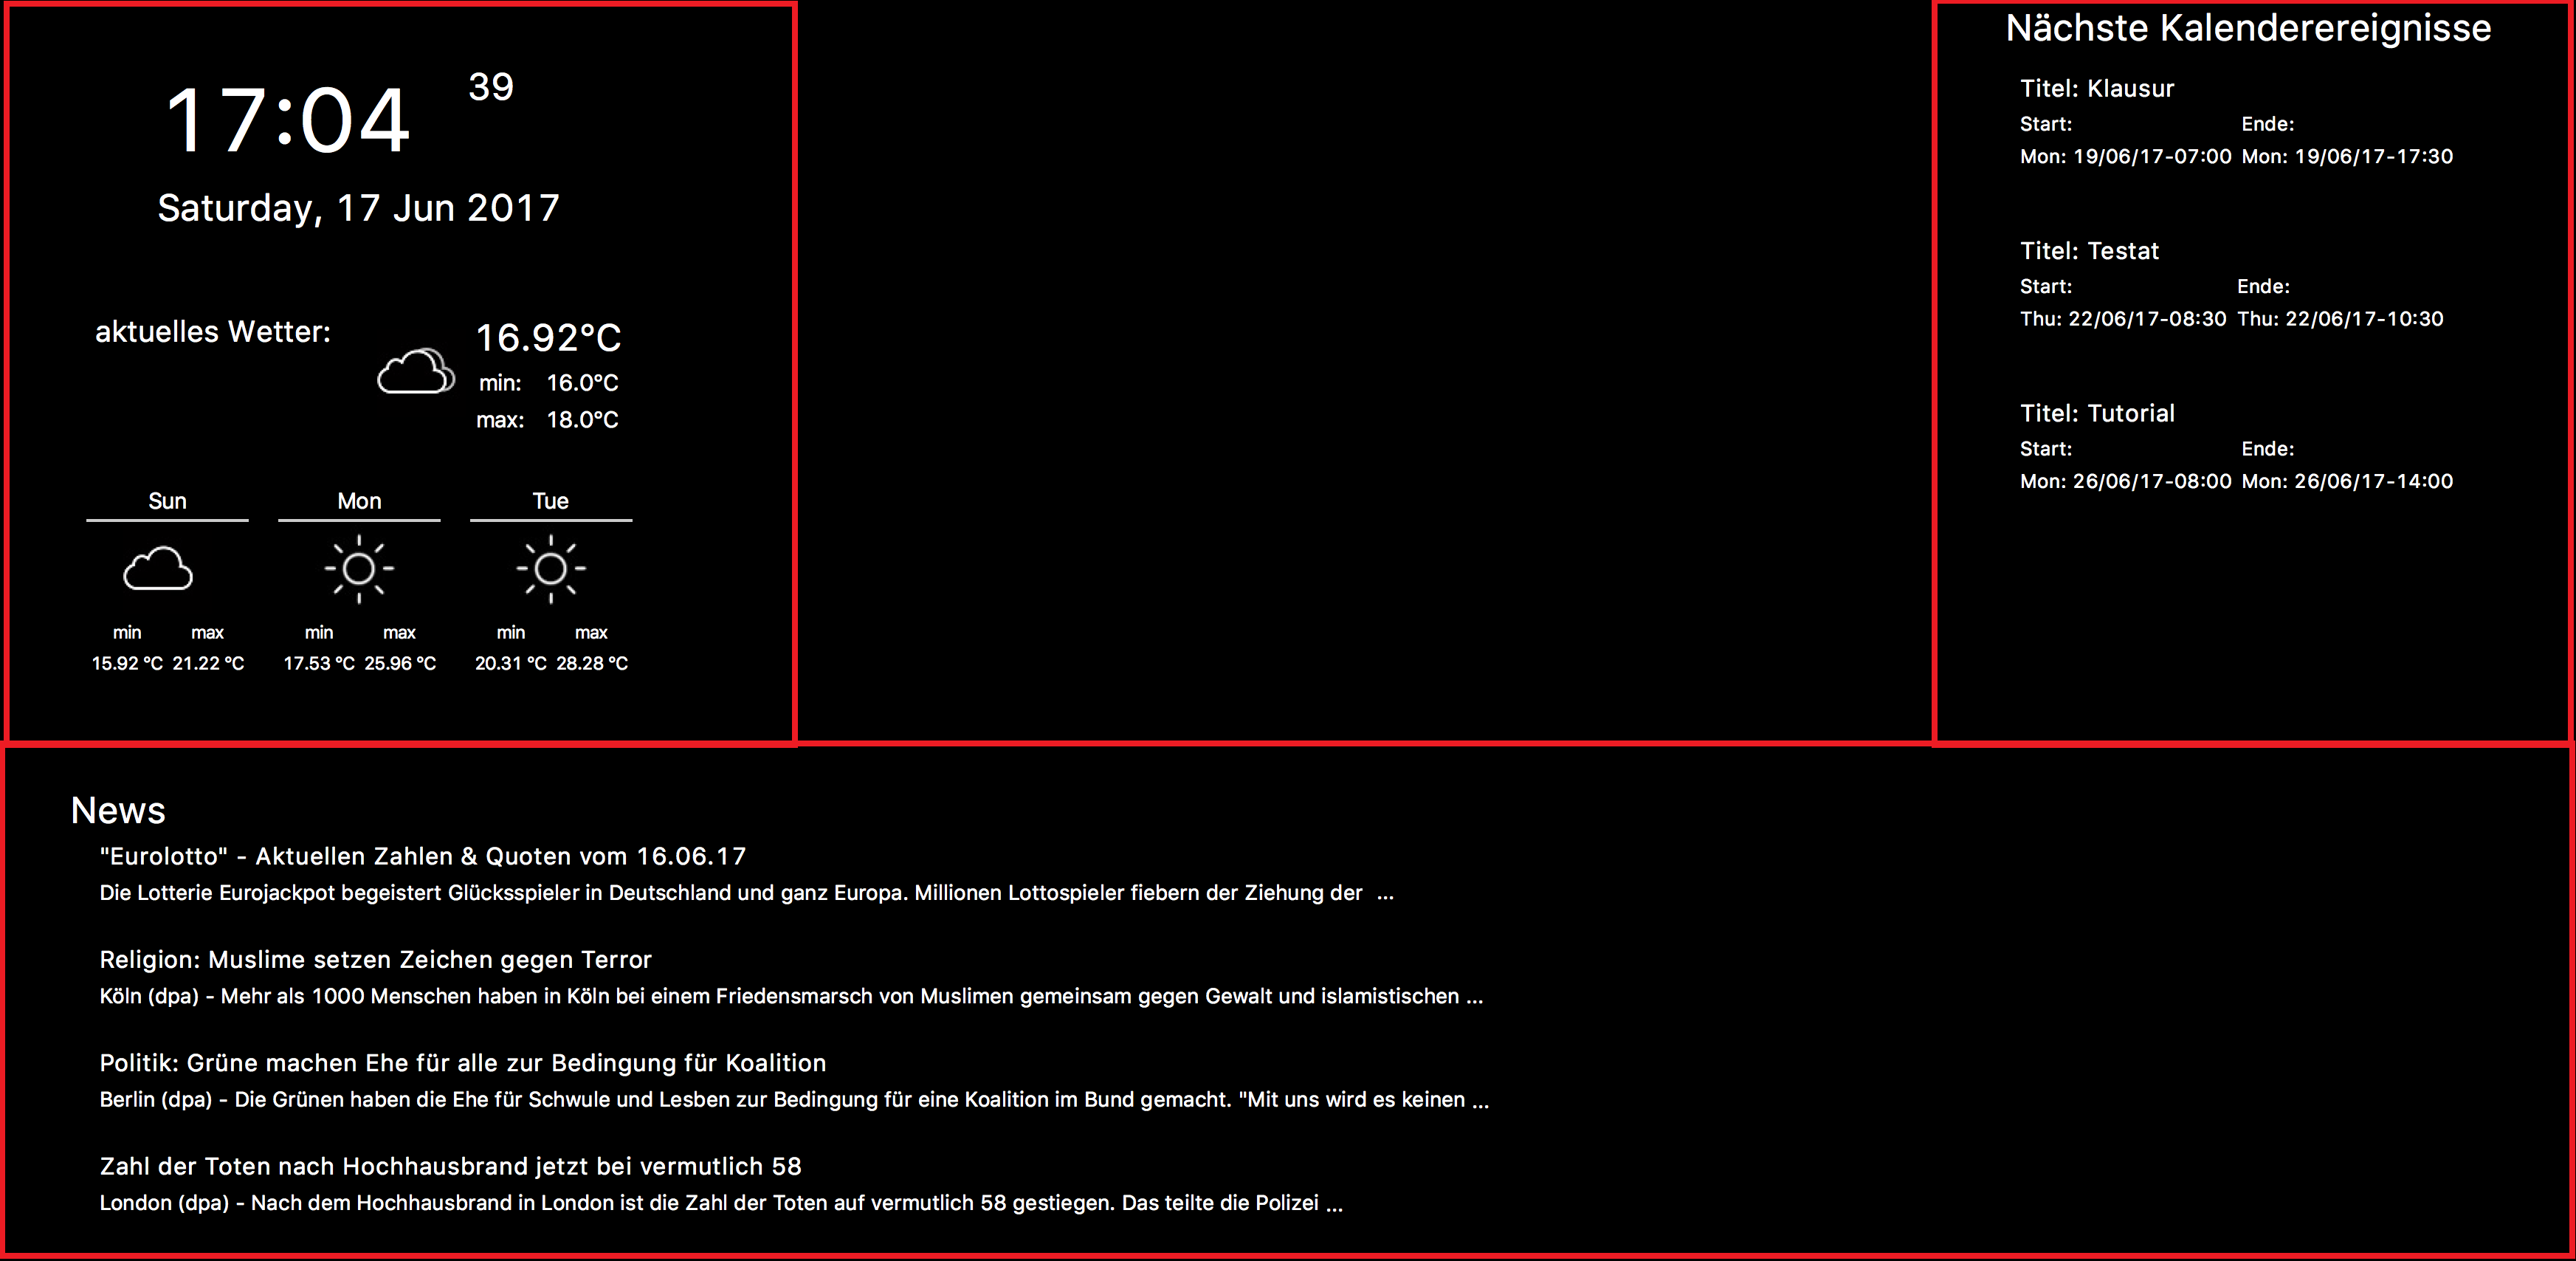 17:04 39
Saturday, 17 Jun 2017
aktuelles Wetter:
16.92°C
min: 16.0°C
max: 18.0°C
Sun Mon Tue
min max min max min max
15.92 °C 21.22 °C 17.53 °C 25.96 °C 20.31 °C 28.28 °C
Nächste Kalenderereignisse
Titel: Klausur
Start: Ende:
Mon: 19/06/17-07:00 Mon: 19/06/17-17:30
Titel: Testat
Start: Ende:
Thu: 22/06/17-08:30 Thu: 22/06/17-10:30
Titel: Tutorial
Start: Ende:
Mon: 26/06/17-08:00 Mon: 26/06/17-14:00
News
"Eurolotto" - Aktuellen Zahlen & Quoten vom 16.06.17
Die Lotterie Eurojackpot begeistert Glücksspieler in Deutschland und ganz Europa. Millionen Lottospieler fiebern der Ziehung der ...
Religion: Muslime setzen Zeichen gegen Terror
Köln (dpa) - Mehr als 1000 Menschen haben in Köln bei einem Friedensmarsch von Muslimen gemeinsam gegen Gewalt und islamistischen ...
Politik: Grüne machen Ehe für alle zur Bedingung für Koalition
Berlin (dpa) - Die Grünen haben die Ehe für Schwule und Lesben zur Bedingung für eine Koalition im Bund gemacht. "Mit uns wird es keinen ...
Zahl der Toten nach Hochhausbrand jetzt bei vermutlich 58
London (dpa) - Nach dem Hochhausbrand in London ist die Zahl der Toten auf vermutlich 58 gestiegen. Das teilte die Polizei ...